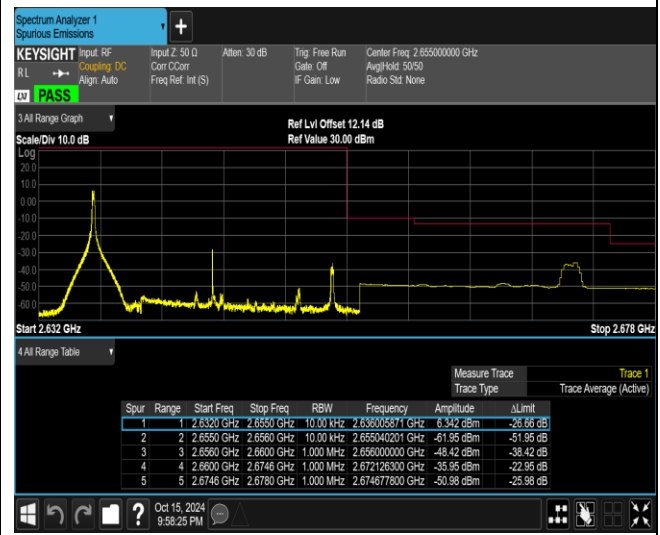 Spectrum Analyzer 1
Spurious Emissions
KEYSIGHT Input: RF Input Z: 50 Ω Atten: 30 dB Trig: Free Run Center Freq: 2.655000000 GHz
R L Coupling: DC Corr CCorr Gate: Off Avg|Hold: 50/50
Align: Auto Freq Ref: Int (S) IF Gain: Low Radio Std: None
LXI PASS
3 All Range Graph
Ref Lvl Offset 12.14 dB
Scale/Div 10.0 dB Ref Value 30.00 dBm
Log
20.0
10.0
0.00
-10.0
-20.0
-30.0
-40.0
-50.0
-60.0
Start 2.632 GHz Stop 2.678 GHz
4 All Range Table
Measure Trace Trace 1
Trace Type Trace Average (Active)
Spur Range Start Freq Stop Freq RBW Frequency Amplitude ΔLimit
1 1 2.6320 GHz 2.6550 GHz 10.00 kHz 2.636005871 GHz 6.342 dBm -26.66 dB
2 2 2.6550 GHz 2.6560 GHz 10.00 kHz 2.655040201 GHz -61.95 dBm -51.95 dB
3 3 2.6560 GHz 2.6600 GHz 1.000 MHz 2.656000000 GHz -48.42 dBm -38.42 dB
4 4 2.6600 GHz 2.6746 GHz 1.000 MHz 2.672126300 GHz -35.95 dBm -22.95 dB
5 5 2.6746 GHz 2.6780 GHz 1.000 MHz 2.674677800 GHz -50.98 dBm -25.98 dB
Oct 15, 2024
9:58:25 PM